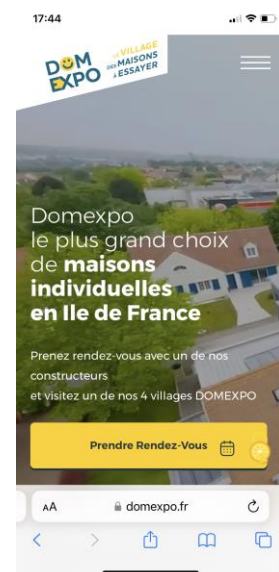 17:44
DOM EXPO
LE VILLAGE
DES MAISONS
À ESSAYER
Domexpo
le plus grand choix
de maisons
individuelles
en Ile de France
Prenez rendez-vous avec un de nos
constructeurs
et visitez un de nos 4 villages DOMEXPO
Prendre Rendez-Vous
AA
domexpo.fr